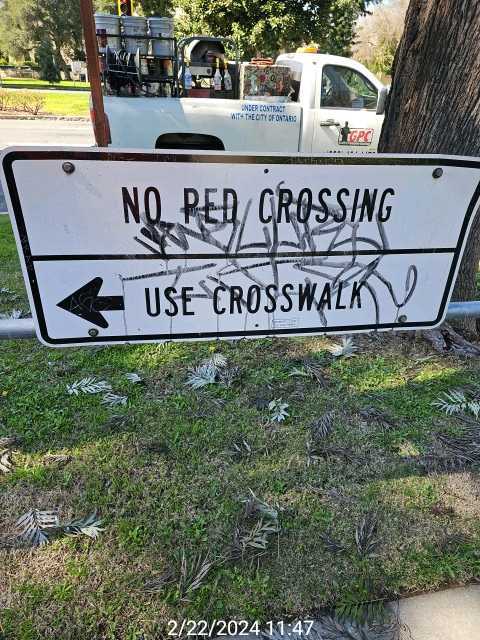 UNDER CONTRACT
WITH THE CITY OF ONTARIO
GPC
NO PED CROSSING
USE CROSSWALK
2/22/2024 11:47